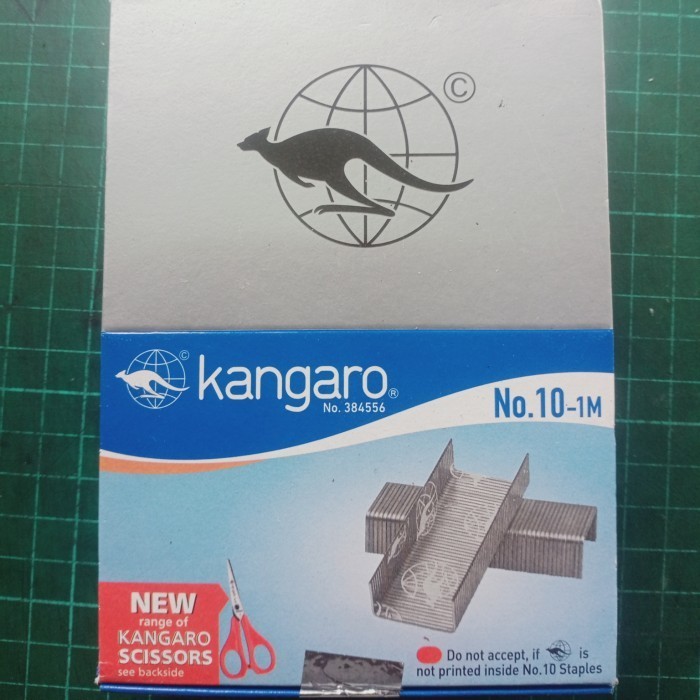 ©
©
kangaro®
No. 384556
No.10-1M
NEW
range of
KANGARO
SCISSORS
see backside
Do not accept, if is
not printed inside No.10 Staples